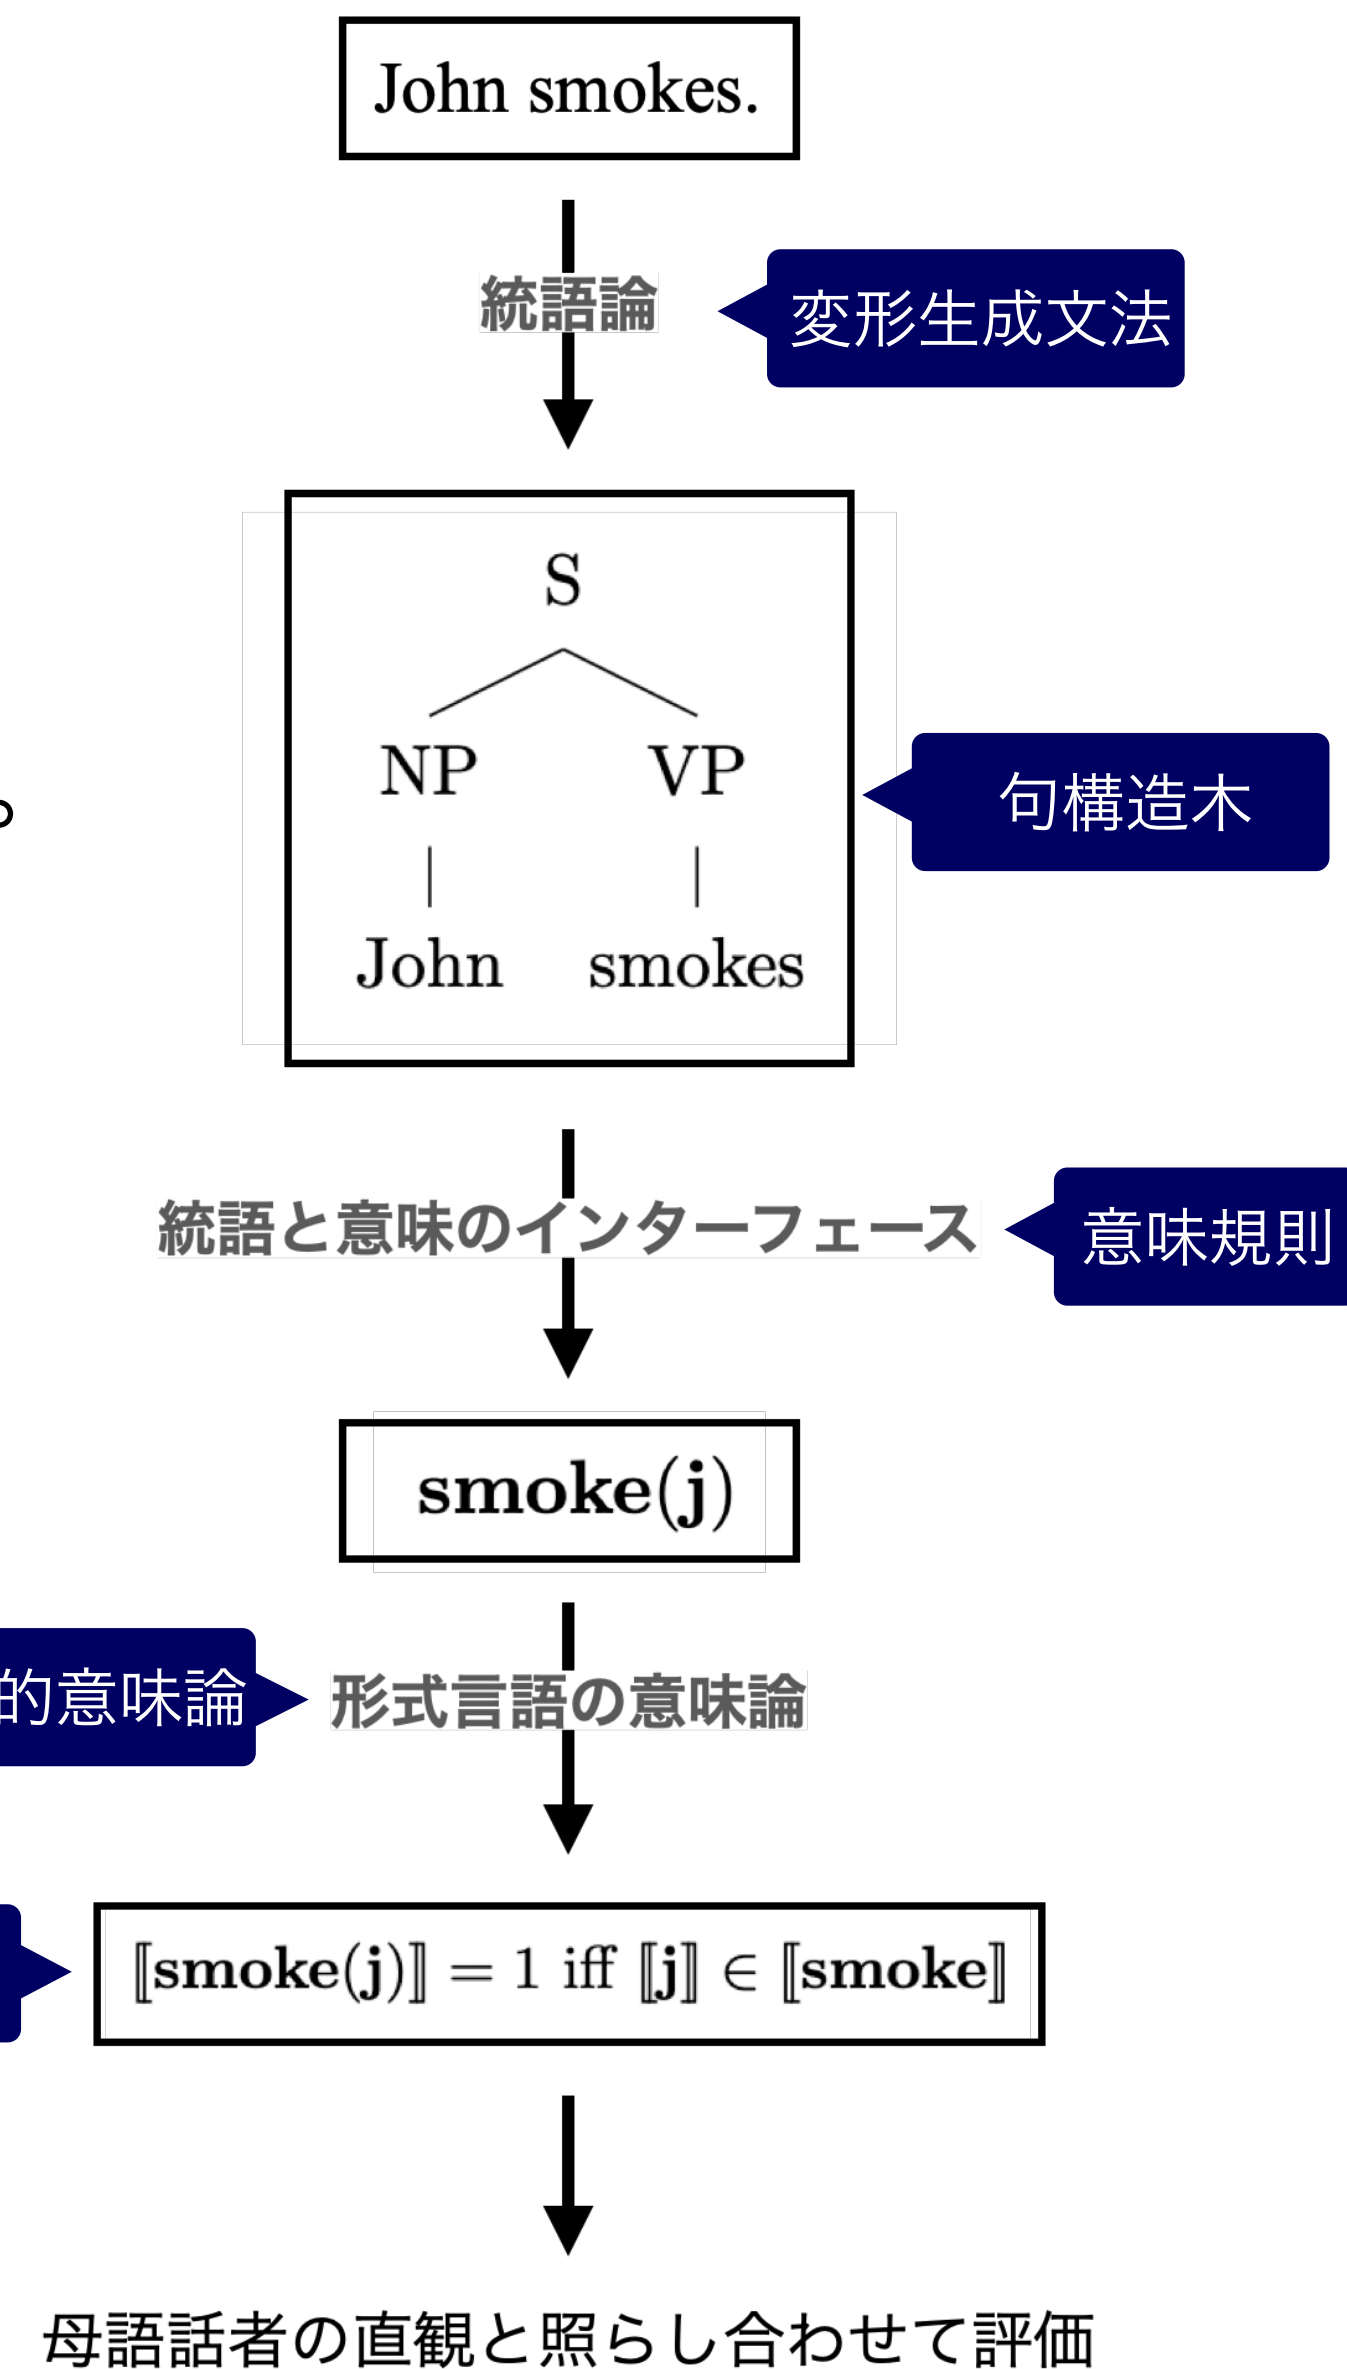 John smokes.
統語論
変形生成文法
S
NP VP
John smokes
句構造木
。
統語と意味のインターフェース
意味規則
smoke(j)
的意味論
形式言語の意味論
⟦smoke(j)⟧ = 1 iff ⟦j⟧ ∈ ⟦smoke⟧
母語話者の直観と照らし合わせて評価